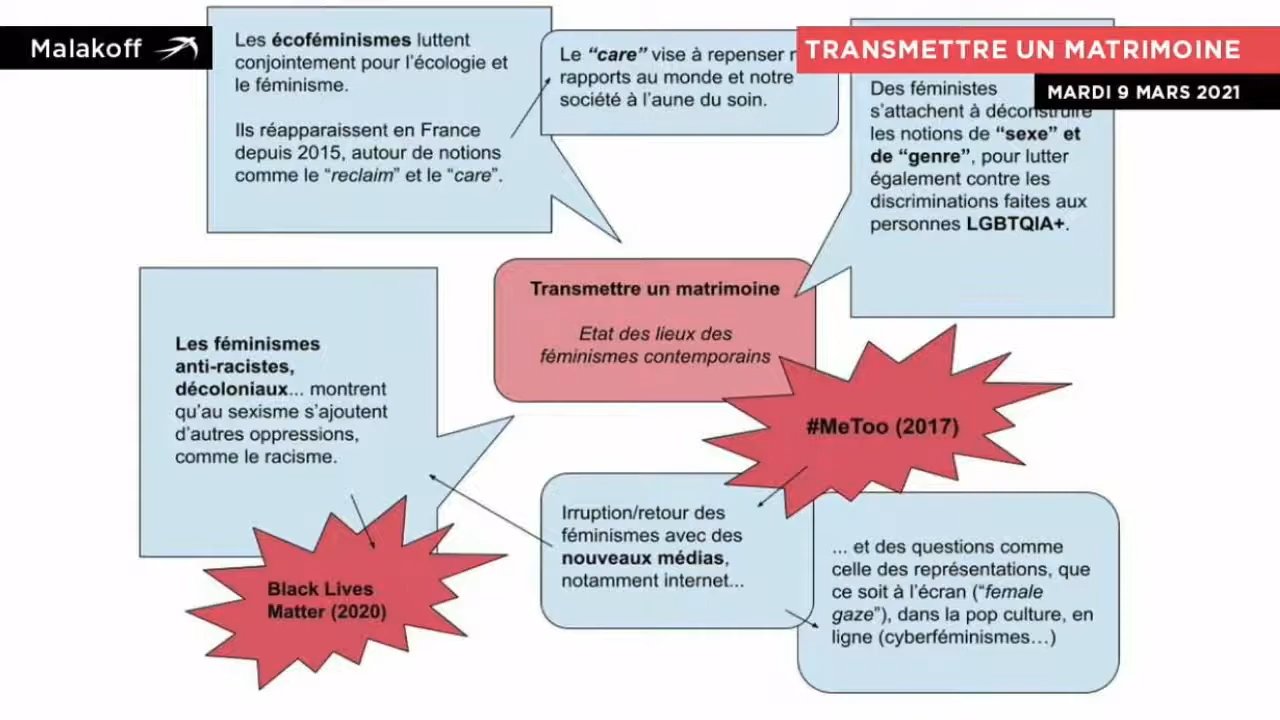 Malakoff
TRANSMETTRE UN MATRIMOINE
MARDI 9 MARS 2021
Les écoféminismes luttent
conjointement pour l'écologie et
le féminisme.
Ils réapparaissent en France
depuis 2015, autour de notions
comme le "reclaim" et le "care".
Le "care" vise à repenser
rapports au monde et notre
société à l'aune du soin.
Des féministes
s'attachent à déconstruire
les notions de "sexe" et
de "genre", pour lutter
également contre les
discriminations faites aux
personnes LGBTQIA+.
Transmettre un matrimoine
Etat des lieux des
féminismes contemporains
Les féminismes
anti-racistes,
décoloniaux... montrent
qu'au sexisme s'ajoutent
d'autres oppressions,
comme le racisme.
#MeToo (2017)
Irruption/retour des
féminismes avec des
nouveaux médias,
notamment internet...
... et des questions comme
celle des représentations, que
ce soit à l'écran ("female
gaze"), dans la pop culture, en
ligne (cyberféminismes...)
Black Lives
Matter (2020)